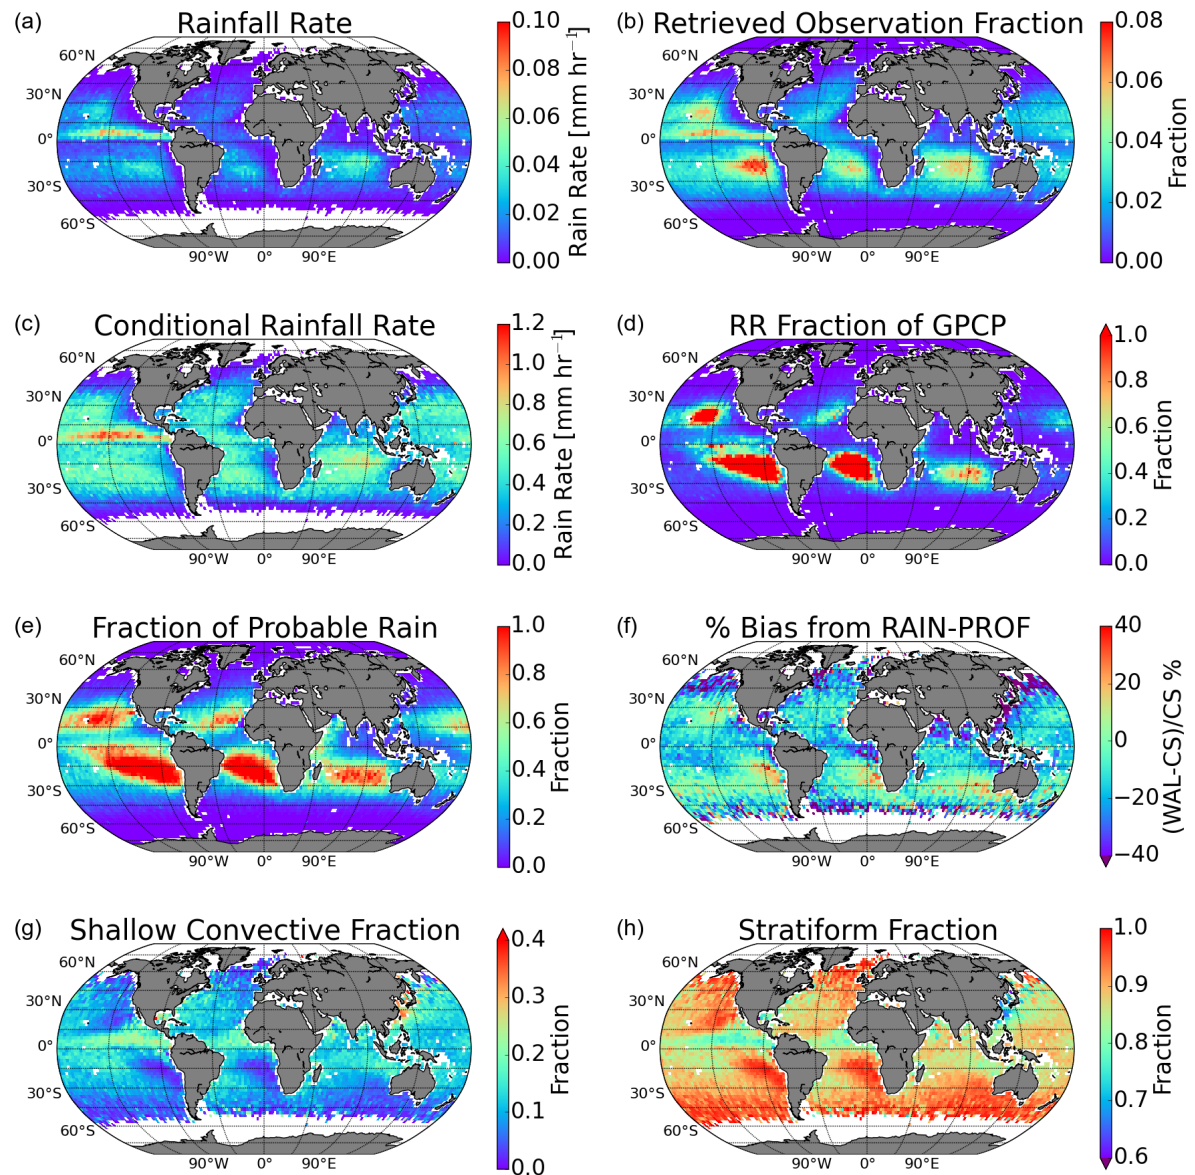 (a) Rainfall Rate
60°N
30°N
0°
30°S
60°S
90°W 0° 90°E
0.10
0.08
0.06
0.04
0.02
0.00
Rain Rate [mm hr⁻¹]
(b) Retrieved Observation Fraction
60°N
30°N
0°
30°S
60°S
90°W 0° 90°E
0.08
0.06
0.04
0.02
0.00
Fraction
(c) Conditional Rainfall Rate
60°N
30°N
0°
30°S
60°S
90°W 0° 90°E
1.2
1.0
0.8
0.6
0.4
0.2
0.0
Rain Rate [mm hr⁻¹]
(d) RR Fraction of GPCP
60°N
30°N
0°
30°S
60°S
90°W 0° 90°E
1.0
0.8
0.6
0.4
0.2
0.0
Fraction
(e) Fraction of Probable Rain
60°N
30°N
0°
30°S
60°S
90°W 0° 90°E
1.0
0.8
0.6
0.4
0.2
0.0
Fraction
(f) % Bias from RAIN-PROF
60°N
30°N
0°
30°S
60°S
90°W 0° 90°E
40
20
0
−20
−40
(WAL-CS)/CS %
(g) Shallow Convective Fraction
60°N
30°N
0°
30°S
60°S
90°W 0° 90°E
0.4
0.3
0.2
0.1
0.0
Fraction
(h) Stratiform Fraction
60°N
30°N
0°
30°S
60°S
90°W 0° 90°E
1.0
0.9
0.8
0.7
0.6
Fraction